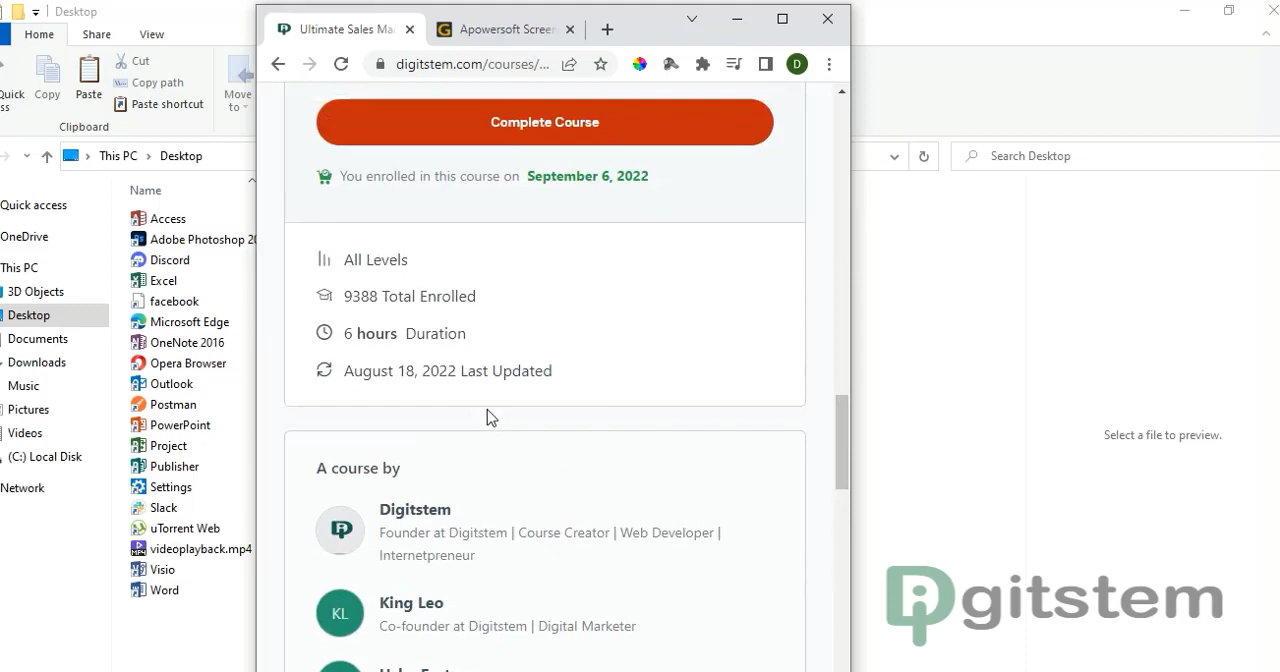 Desktop
Home Share View
Copy
Paste
Cut
Copy path
Paste shortcut
Clipboard
Move
to
This PC > Desktop
Search Desktop
Quick access
OneDrive
This PC
3D Objects
Desktop
Documents
Downloads
Music
Pictures
Videos
(C:) Local Disk
Network
Name
Access
Adobe Photoshop 20
Discord
Excel
facebook
Microsoft Edge
OneNote 2016
Opera Browser
Outlook
Postman
PowerPoint
Project
Publisher
Settings
Slack
uTorrent Web
videoplayback.mp4
Visio
Word
Ultimate Sales Ma
Apowersoft Screen
digitstem.com/courses/...
D
Complete Course
You enrolled in this course on September 6, 2022
All Levels
9388 Total Enrolled
6 hours Duration
August 18, 2022 Last Updated
A course by
Digitstem
Founder at Digitstem | Course Creator | Web Developer |
Internetpreneur
KL
King Leo
Co-founder at Digitstem | Digital Marketer
Select a file to preview.
Digitstem